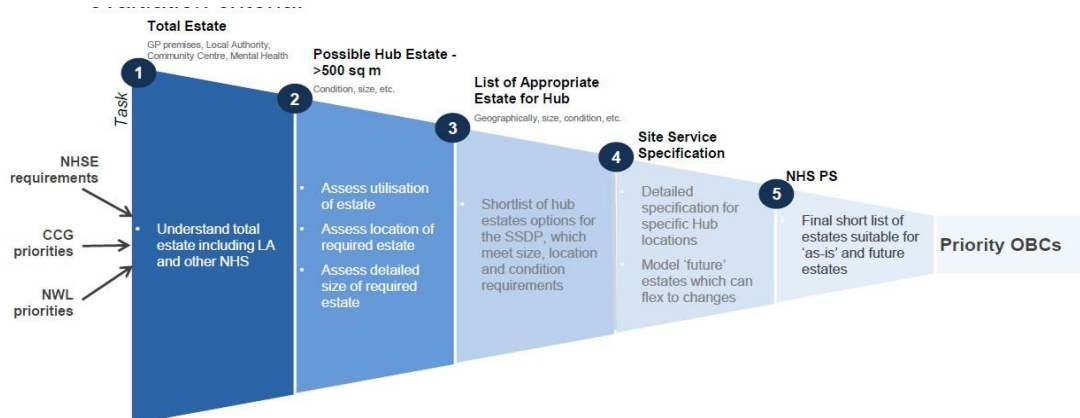 Total Estate
GP premises, Local Authority,
Community Centre, Mental Health
1
Task
NHSE
requirements
CCG
priorities
NWL
priorities
• Understand total
estate including LA
and other NHS
Possible Hub Estate -
>500 sq m
Condition, size, etc.
2
• Assess utilisation
of estate
• Assess location of
required estate
• Assess detailed
size of required
estate
List of Appropriate
Estate for Hub
Geographically, size, condition, etc.
3
• Shortlist of hub
estates options for
the SSDP, which
meet size, location
and condition
requirements
Site Service
Specification
4
• Detailed
specification for
specific Hub
locations
• Model ‘future’
estates which can
flex to changes
NHS PS
5
• Final short list of
estates suitable for
‘as-is’ and future
estates
Priority OBCs